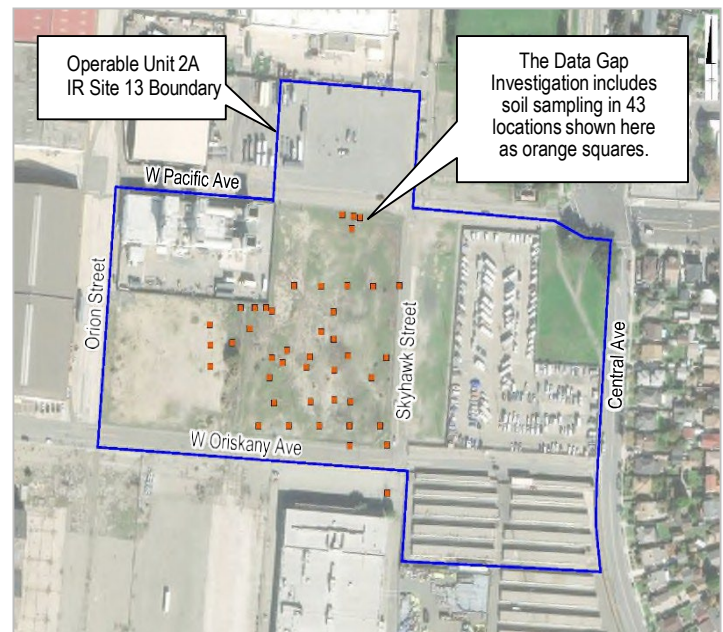 Operable Unit 2A
IR Site 13 Boundary
The Data Gap
Investigation includes
soil sampling in 43
locations shown here
as orange squares.
W Pacific Ave
Orion Street
Skyhawk Street
Central Ave
W Oriskany Ave